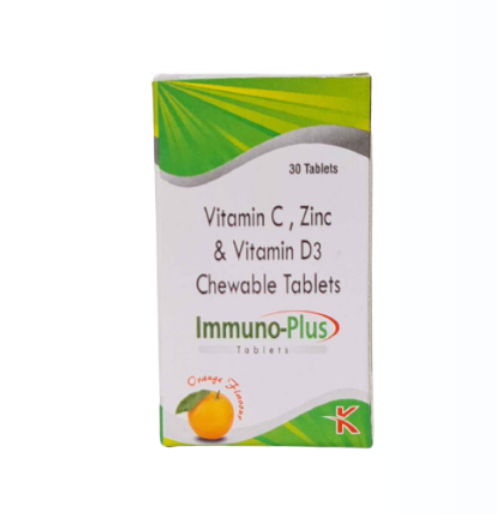 30 Tablets
Vitamin C , Zinc
& Vitamin D3
Chewable Tablets
Immuno-Plus
Tablets
Orange Flavour
K